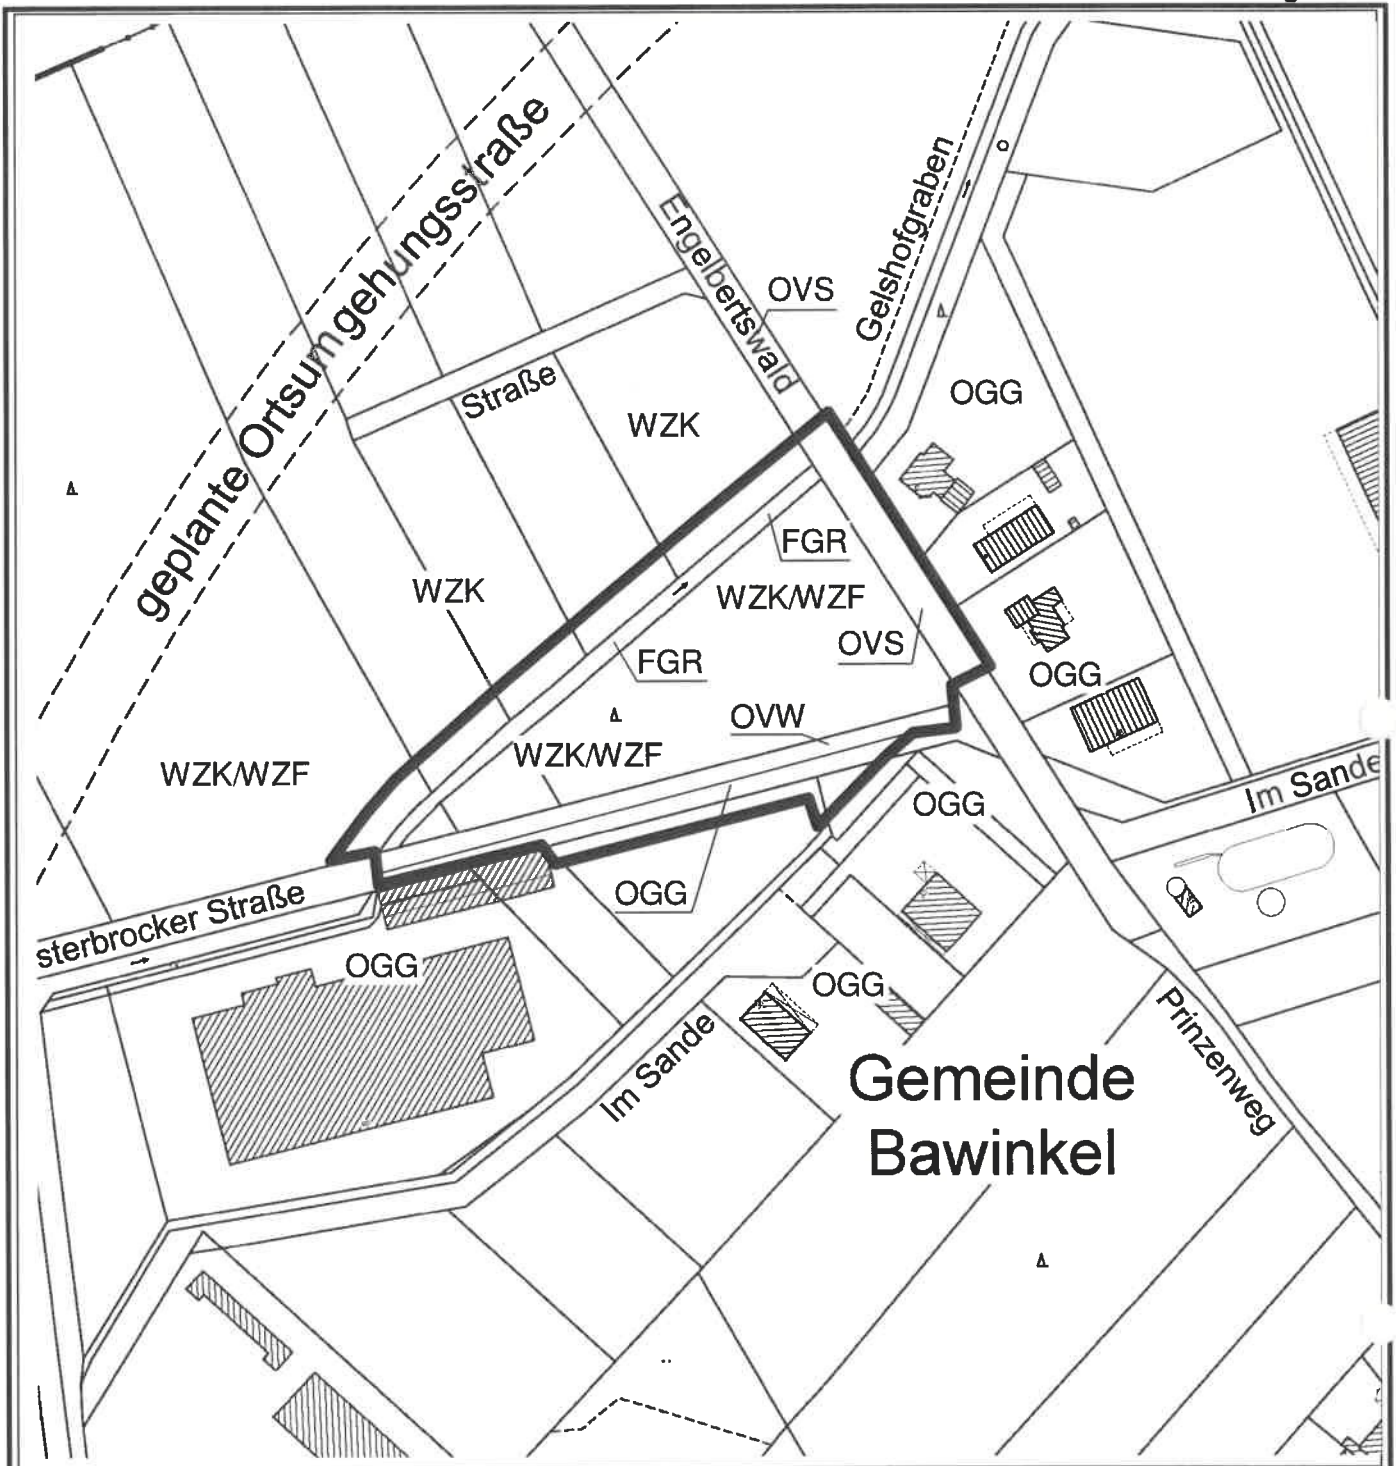 geplante Ortsumgehungsstraße
Engelbertswald
OVS
Gelshofgraben
Straße
WZK
OGG
FGR
WZK
WZK/WZF
OVS
FGR
OGG
OVW
WZK/WZF
WZK/WZF
OGG
Im Sande
OGG
sterbrocker Straße
OGG
OGG
Im Sande
Prinzenweg
Gemeinde
Bawinkel